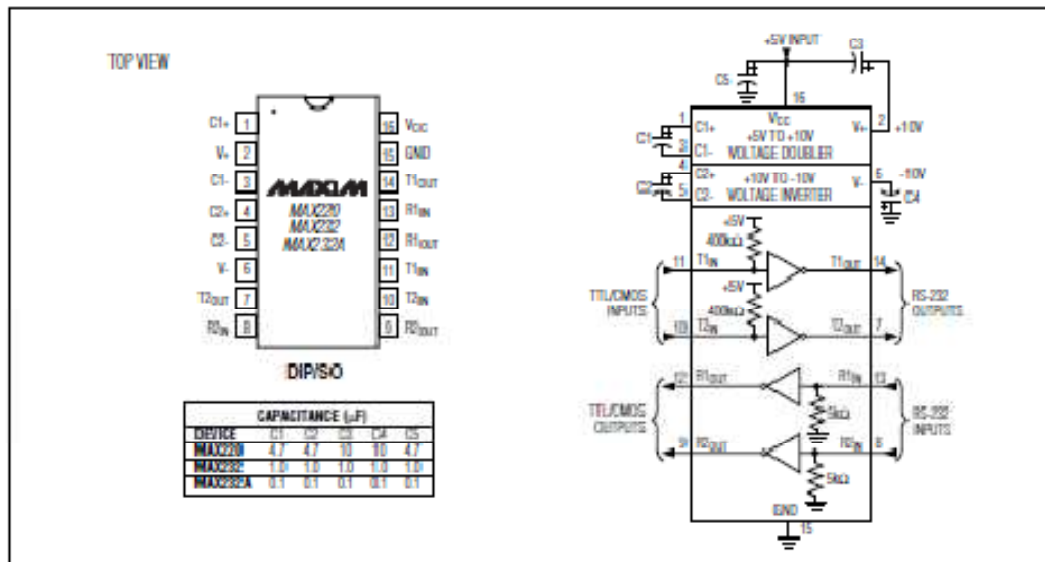 TOP VIEW
C1+ 1
V+ 2
C1- 3
C2+ 4
C2- 5
V- 6
T2OUT 7
R2IN 8
MAXIM
MAX220
MAX232
MAX232A
16 VCC
15 GND
14 T1OUT
13 R1IN
12 R1OUT
11 T1IN
10 T2IN
9 R2OUT
DIP/SO
CAPACITANCE (μF)
DEVICE C1 C2 C3 C4 C5
MAX220 4.7 4.7 10 10 4.7
MAX232 1.0 1.0 1.0 1.0 1.0
MAX232A 0.1 0.1 0.1 0.1 0.1
+5V INPUT
C3
C5
16
1 C1+ VCC V+ 2 +10V
C1
+5V TO +10V
3 C1- VOLTAGE DOUBLER
4 C2+ +10V TO -10V V- 6 -10V
C2
5 C2- VOLTAGE INVERTER
C4
+5V
400kΩ
11 T1IN T1OUT 14
+5V
TTL/CMOS
INPUTS
RS-232
OUTPUTS
400kΩ
10 T2IN T2OUT 7
12 R1OUT R1IN 13
TTL/CMOS
OUTPUTS
5kΩ
RS-232
INPUTS
9 R2OUT R2IN 8
5kΩ
GND
15